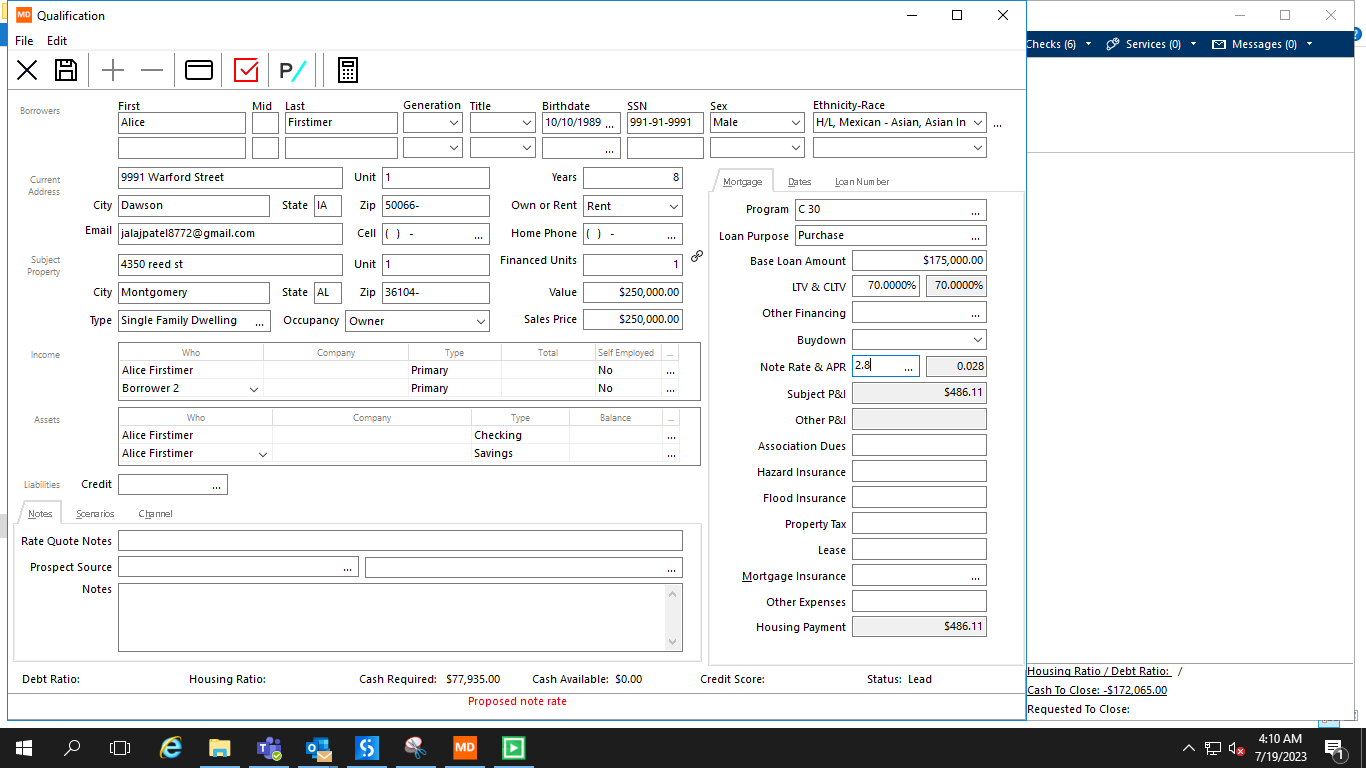 MD Qualification
File Edit
P/
Checks (6) Services (0) Messages (0)
Borrowers
First Mid Last Generation Title Birthdate SSN Sex Ethnicity-Race
Alice Firstimer 10/10/1989 ... 991-91-9991 Male H/L, Mexican - Asian, Asian In ...
...
Current Address
9991 Warford Street Unit 1 Years 8
City Dawson State IA Zip 50066- Own or Rent Rent
Email jalajpatel8772@gmail.com Cell ( ) - ... Home Phone ( ) - ...
Subject Property
4350 reed st Unit 1 Financed Units 1
City Montgomery State AL Zip 36104- Value $250,000.00
Type Single Family Dwelling ... Occupancy Owner Sales Price $250,000.00
Income
Who Company Type Total Self Employed ...
Alice Firstimer Primary No ...
Borrower 2 Primary No ...
Assets
Who Company Type Balance ...
Alice Firstimer Checking ...
Alice Firstimer Savings ...
Liabilities Credit ...
Notes Scenarios Channel
Rate Quote Notes
Prospect Source ... ...
Notes
Mortgage Dates Loan Number
Program C 30 ...
Loan Purpose Purchase ...
Base Loan Amount $175,000.00
LTV & CLTV 70.0000% 70.0000%
Other Financing ...
Buydown
Note Rate & APR 2.8 ... 0.028
Subject P&I $486.11
Other P&I
Association Dues
Hazard Insurance
Flood Insurance
Property Tax
Lease
Mortgage Insurance ...
Other Expenses
Housing Payment $486.11
Debt Ratio: Housing Ratio: Cash Required: $77,935.00 Cash Available: $0.00 Credit Score: Status: Lead
Proposed note rate
Housing Ratio / Debt Ratio: /
Cash To Close: -$172,065.00
Requested To Close:
MD
4:10 AM
7/19/2023
1